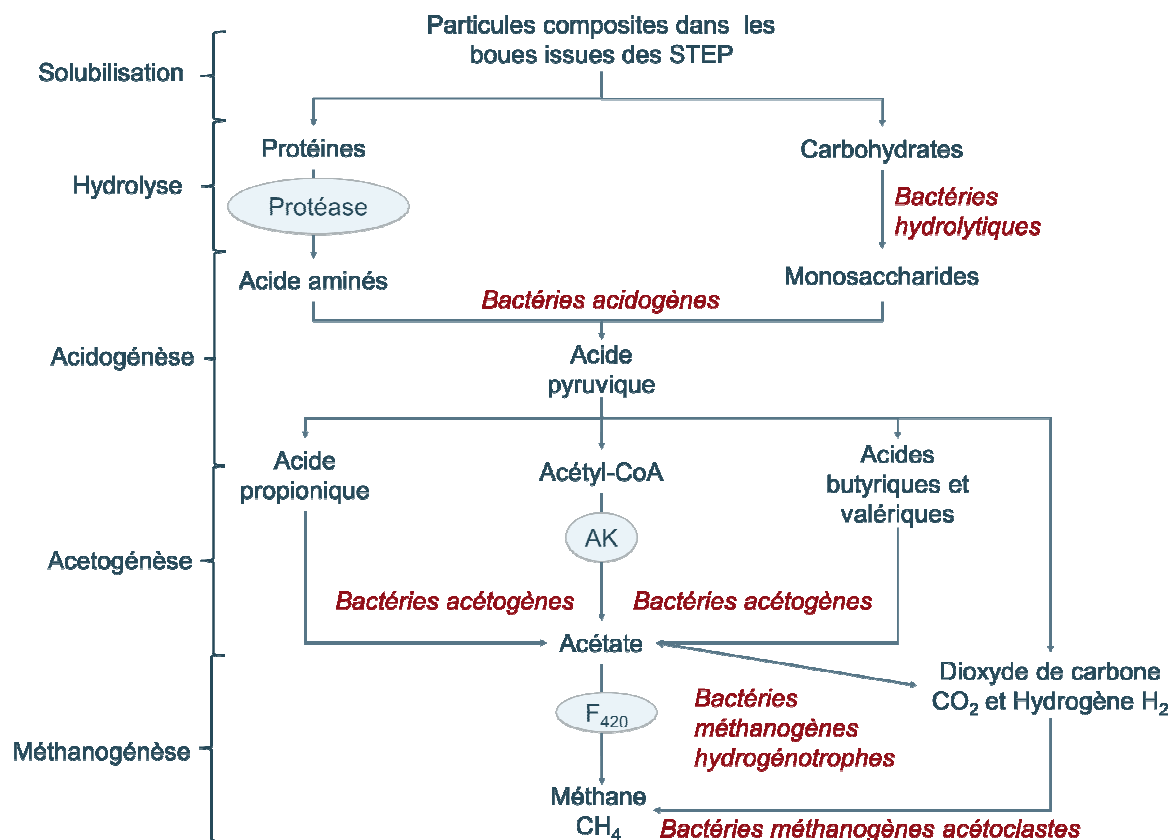 Particules composites dans les
boues issues des STEP
Solubilisation
Protéines
Carbohydrates
Hydrolyse
Protéase
Bactéries
hydrolytiques
Acide aminés
Monosaccharides
Bactéries acidogènes
Acidogénèse
Acide
pyruvique
Acide
propionique
Acétyl-CoA
Acides
butyriques et
valériques
AK
Acetogénèse
Bactéries acétogènes
Bactéries acétogènes
Acétate
Dioxyde de carbone
CO₂ et Hydrogène H₂
F₄₂₀
Bactéries
méthanogènes
hydrogénotrophes
Méthanogénèse
Méthane
CH₄
Bactéries méthanogènes acétoclastes